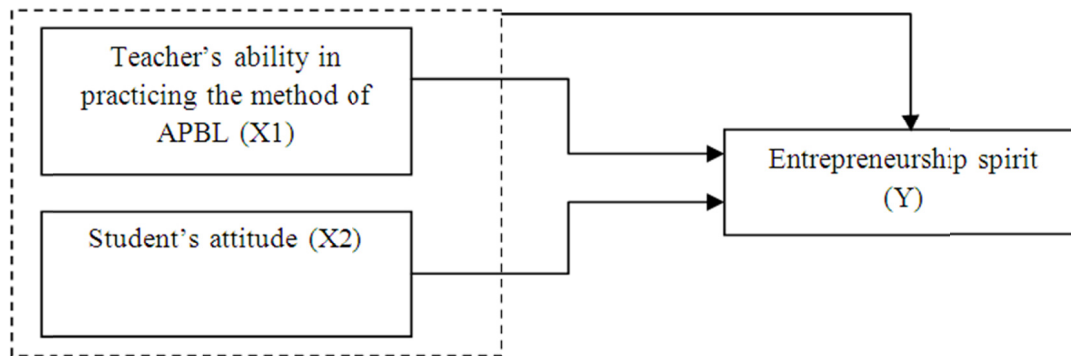 Teacher’s ability in
practicing the method of
APBL (X1)
Student’s attitude (X2)
Entrepreneurship spirit
(Y)